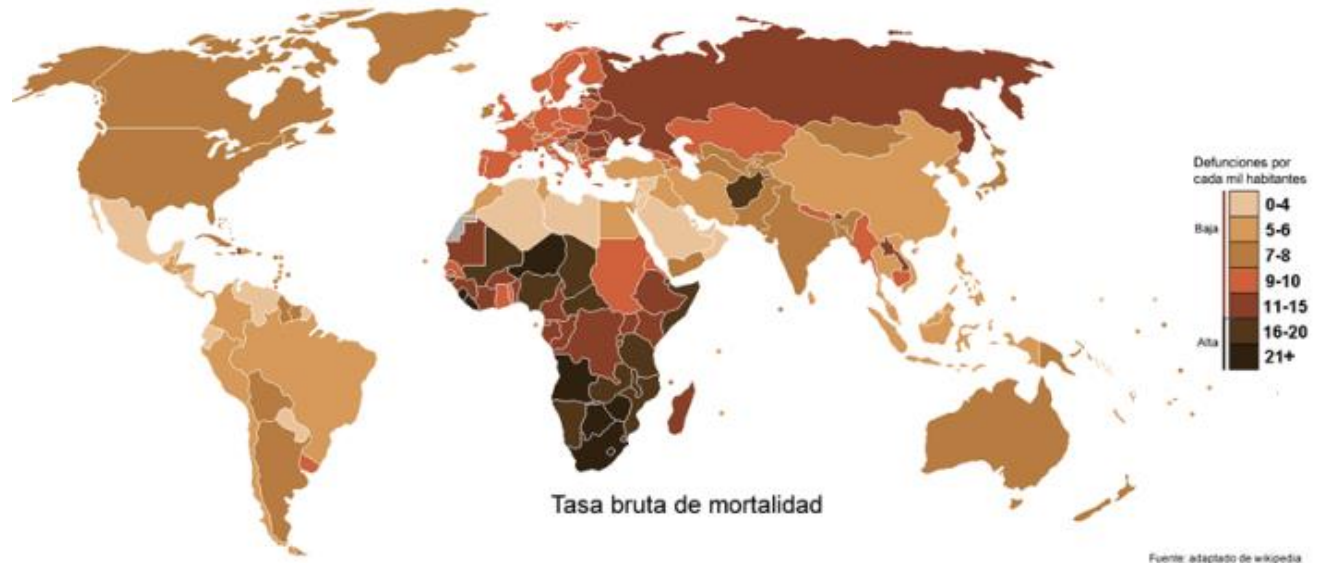 Defunciones por
cada mil habitantes
0-4
Baja
5-6
7-8
9-10
11-15
Alta
16-20
21+
Tasa bruta de mortalidad
Fuente: adaptado de wikipedia